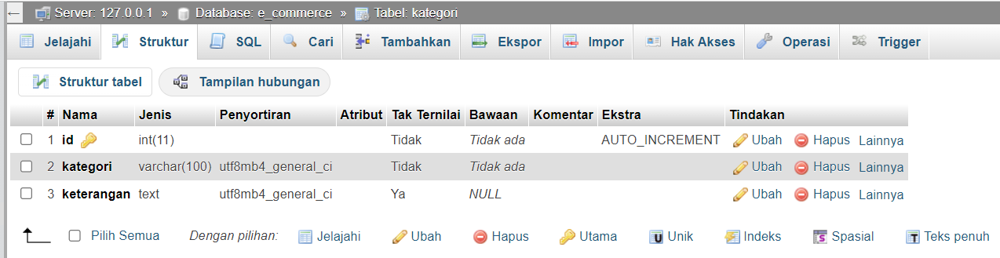 Server: 127.0.0.1 » Database: e_commerce » Tabel: kategori
Jelajahi Struktur SQL Cari Tambahkan Ekspor Impor Hak Akses Operasi Trigger
Struktur tabel Tampilan hubungan
# Nama Jenis Penyortiran Atribut Tak Ternilai Bawaan Komentar Ekstra Tindakan
1 id int(11) Tidak Tidak ada AUTO_INCREMENT Ubah Hapus Lainnya
2 kategori varchar(100) utf8mb4_general_ci Tidak Tidak ada Ubah Hapus Lainnya
3 keterangan text utf8mb4_general_ci Ya NULL Ubah Hapus Lainnya
Pilih Semua Dengan pilihan: Jelajahi Ubah Hapus Utama Unik Indeks Spasial Teks penuh